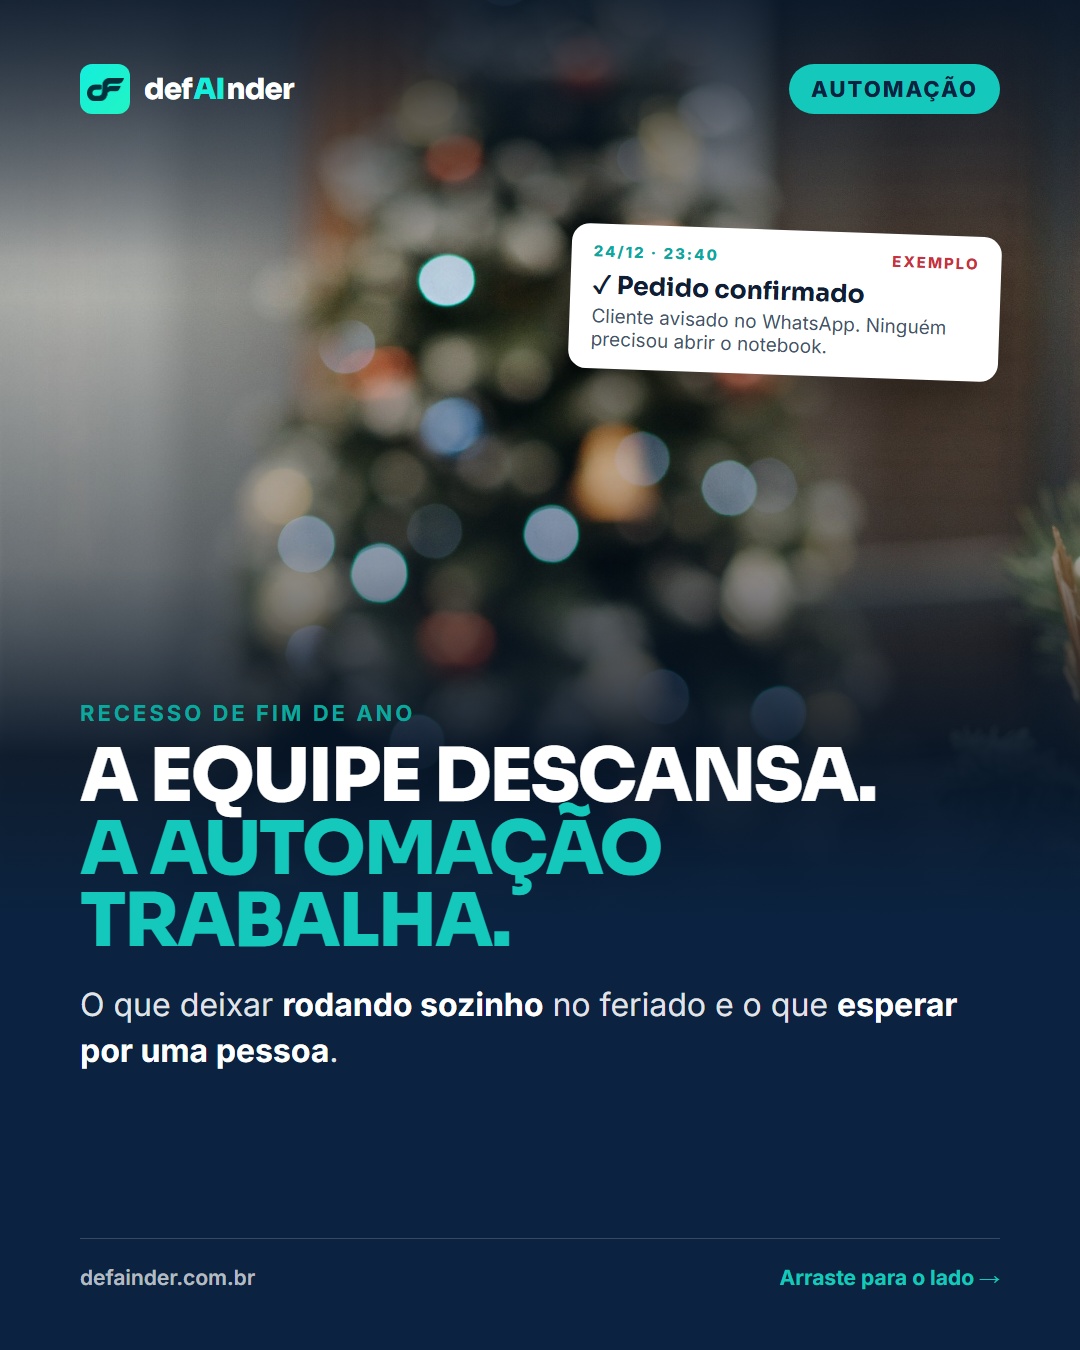 defAInder
AUTOMAÇÃO
24/12 · 23:40
EXEMPLO
✓ Pedido confirmado
Cliente avisado no WhatsApp. Ninguém
precisou abrir o notebook.
RECESSO DE FIM DE ANO
A EQUIPE DESCANSA.
A AUTOMAÇÃO
TRABALHA.
O que deixar rodando sozinho no feriado e o que esperar
por uma pessoa.
defainder.com.br
Arraste para o lado →